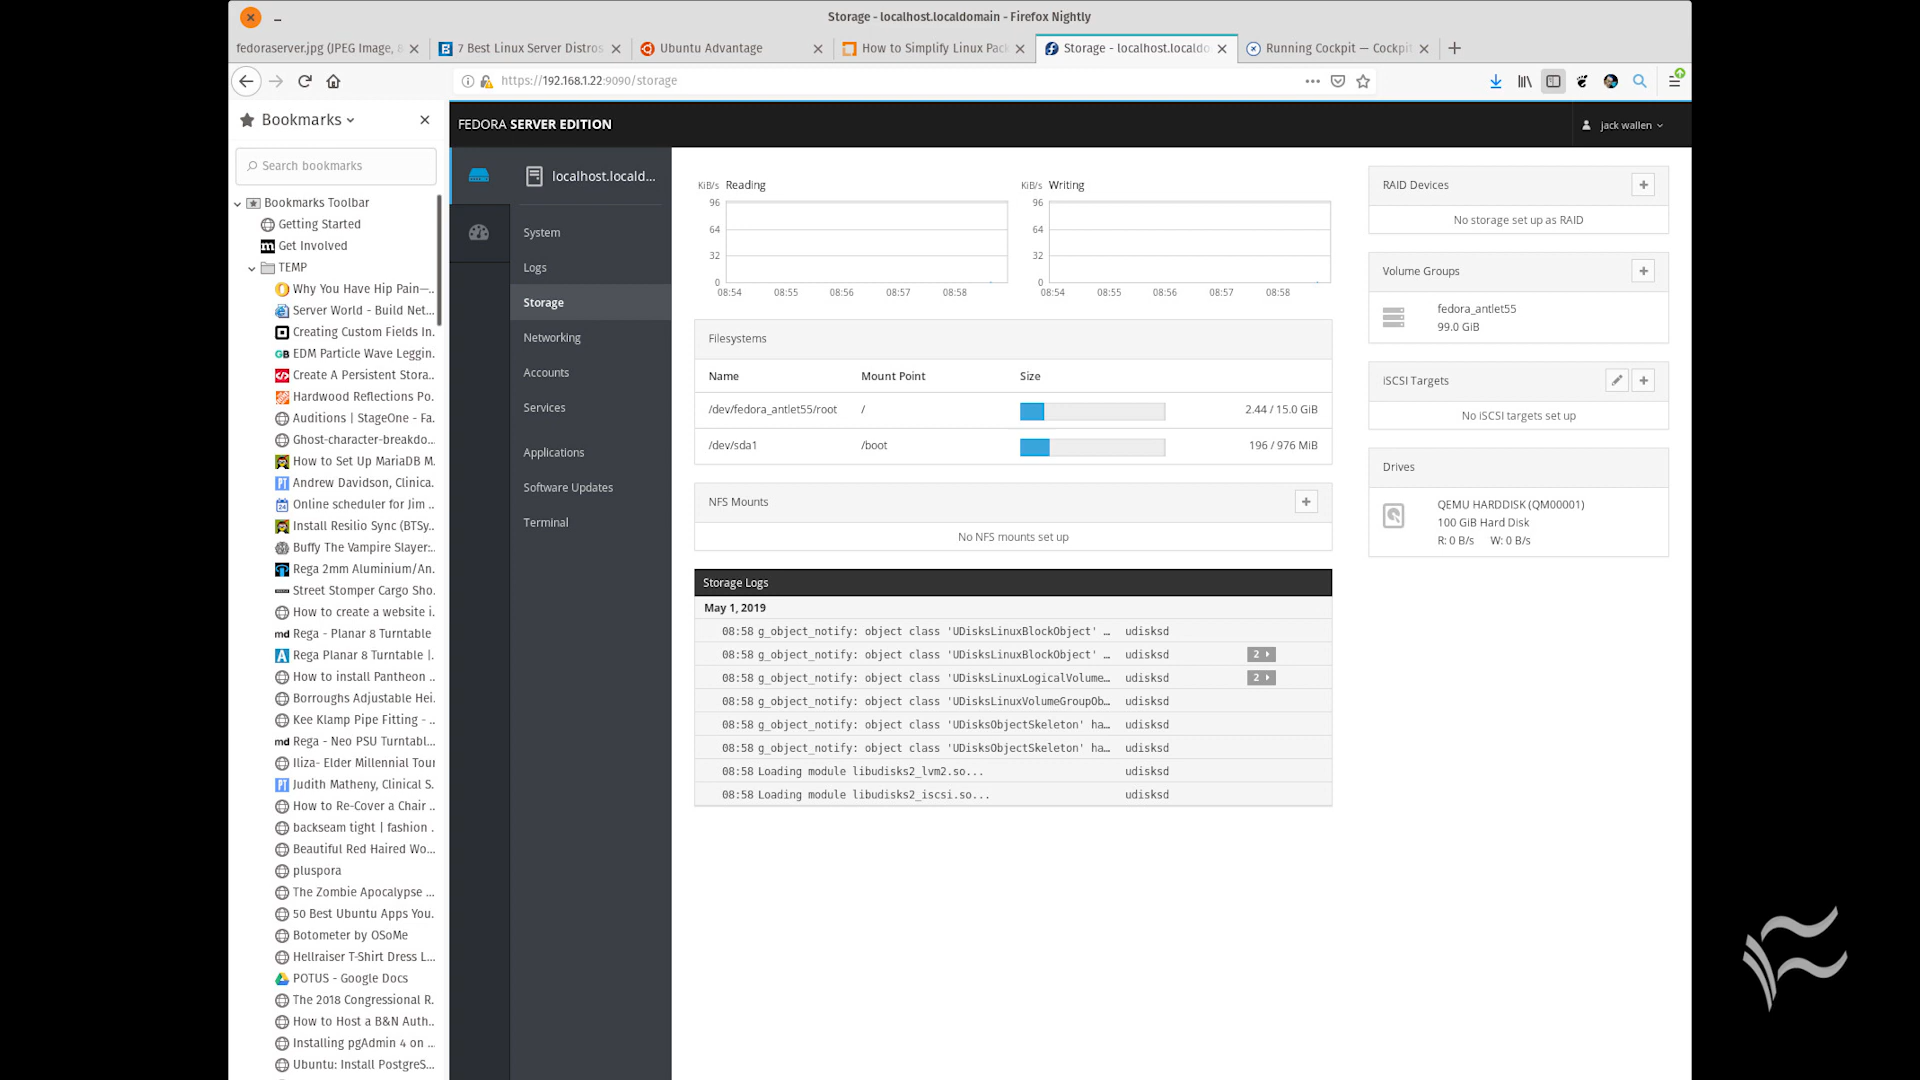 Storage - localhost.localdomain - Firefox Nightly
fedoraserver.jpg (JPEG Image,
7 Best Linux Server Distros
Ubuntu Advantage
How to Simplify Linux Pac
Storage - localhost.localdo
Running Cockpit — Cockpit
https://192.168.1.22:9090/storage
Bookmarks
Search bookmarks
Bookmarks Toolbar
Getting Started
Get Involved
TEMP
Why You Have Hip Pain—..
Server World - Build Net...
Creating Custom Fields In.
EDM Particle Wave Leggin.
Create A Persistent Stora..
Hardwood Reflections Po.
Auditions | StageOne - Fa.
Ghost-character-breakdo...
How to Set Up MariaDB M.
Andrew Davidson, Clinica.
Online scheduler for Jim ..
Install Resilio Sync (BTSy..
Buffy The Vampire Slayer:..
Rega 2mm Aluminium/An.
Street Stomper Cargo Sho.
How to create a website i.
Rega - Planar 8 Turntable
Rega Planar 8 Turntable |.
How to install Pantheon ..
Borroughs Adjustable Hei.
Kee Klamp Pipe Fitting - ..
Rega - Neo PSU Turntabl...
Iliza- Elder Millennial Tour
Judith Matheny, Clinical S.
How to Re-Cover a Chair ..
backseam tight | fashion .
Beautiful Red Haired Wo...
pluspora
The Zombie Apocalypse ...
50 Best Ubuntu Apps You.
Botometer by OSoMe
Hellraiser T-Shirt Dress L...
POTUS - Google Docs
The 2018 Congressional R.
How to Host a B&N Auth..
Installing pgAdmin 4 on ...
Ubuntu: Install PostgreS...
FEDORA SERVER EDITION
jack wallen
localhost.locald...
System
Logs
Storage
Networking
Accounts
Services
Applications
Software Updates
Terminal
KiB/s Reading
96
64
32
0
08:54 08:55 08:56 08:57 08:58
KiB/s Writing
96
64
32
0
08:54 08:55 08:56 08:57 08:58
Filesystems
Name Mount Point Size
/dev/fedora_antlet55/root / 2.44 / 15.0 GiB
/dev/sda1 /boot 196 / 976 MiB
NFS Mounts
No NFS mounts set up
Storage Logs
May 1, 2019
08:58 g_object_notify: object class 'UDisksLinuxBlockObject' … udisksd
08:58 g_object_notify: object class 'UDisksLinuxBlockObject' … udisksd 2
08:58 g_object_notify: object class 'UDisksLinuxLogicalVolume… udisksd 2
08:58 g_object_notify: object class 'UDisksLinuxVolumeGroupOb… udisksd
08:58 g_object_notify: object class 'UDisksObjectSkeleton' ha… udisksd
08:58 g_object_notify: object class 'UDisksObjectSkeleton' ha… udisksd
08:58 Loading module libudisks2_lvm2.so... udisksd
08:58 Loading module libudisks2_iscsi.so... udisksd
RAID Devices
No storage set up as RAID
Volume Groups
fedora_antlet55
99.0 GiB
iSCSI Targets
No iSCSI targets set up
Drives
QEMU HARDDISK (QM00001)
100 GiB Hard Disk
R: 0 B/s W: 0 B/s